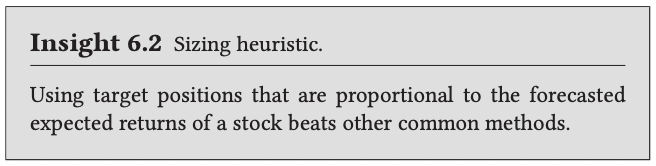 Insight 6.2 Sizing heuristic.
Using target positions that are proportional to the forecasted
expected returns of a stock beats other common methods.